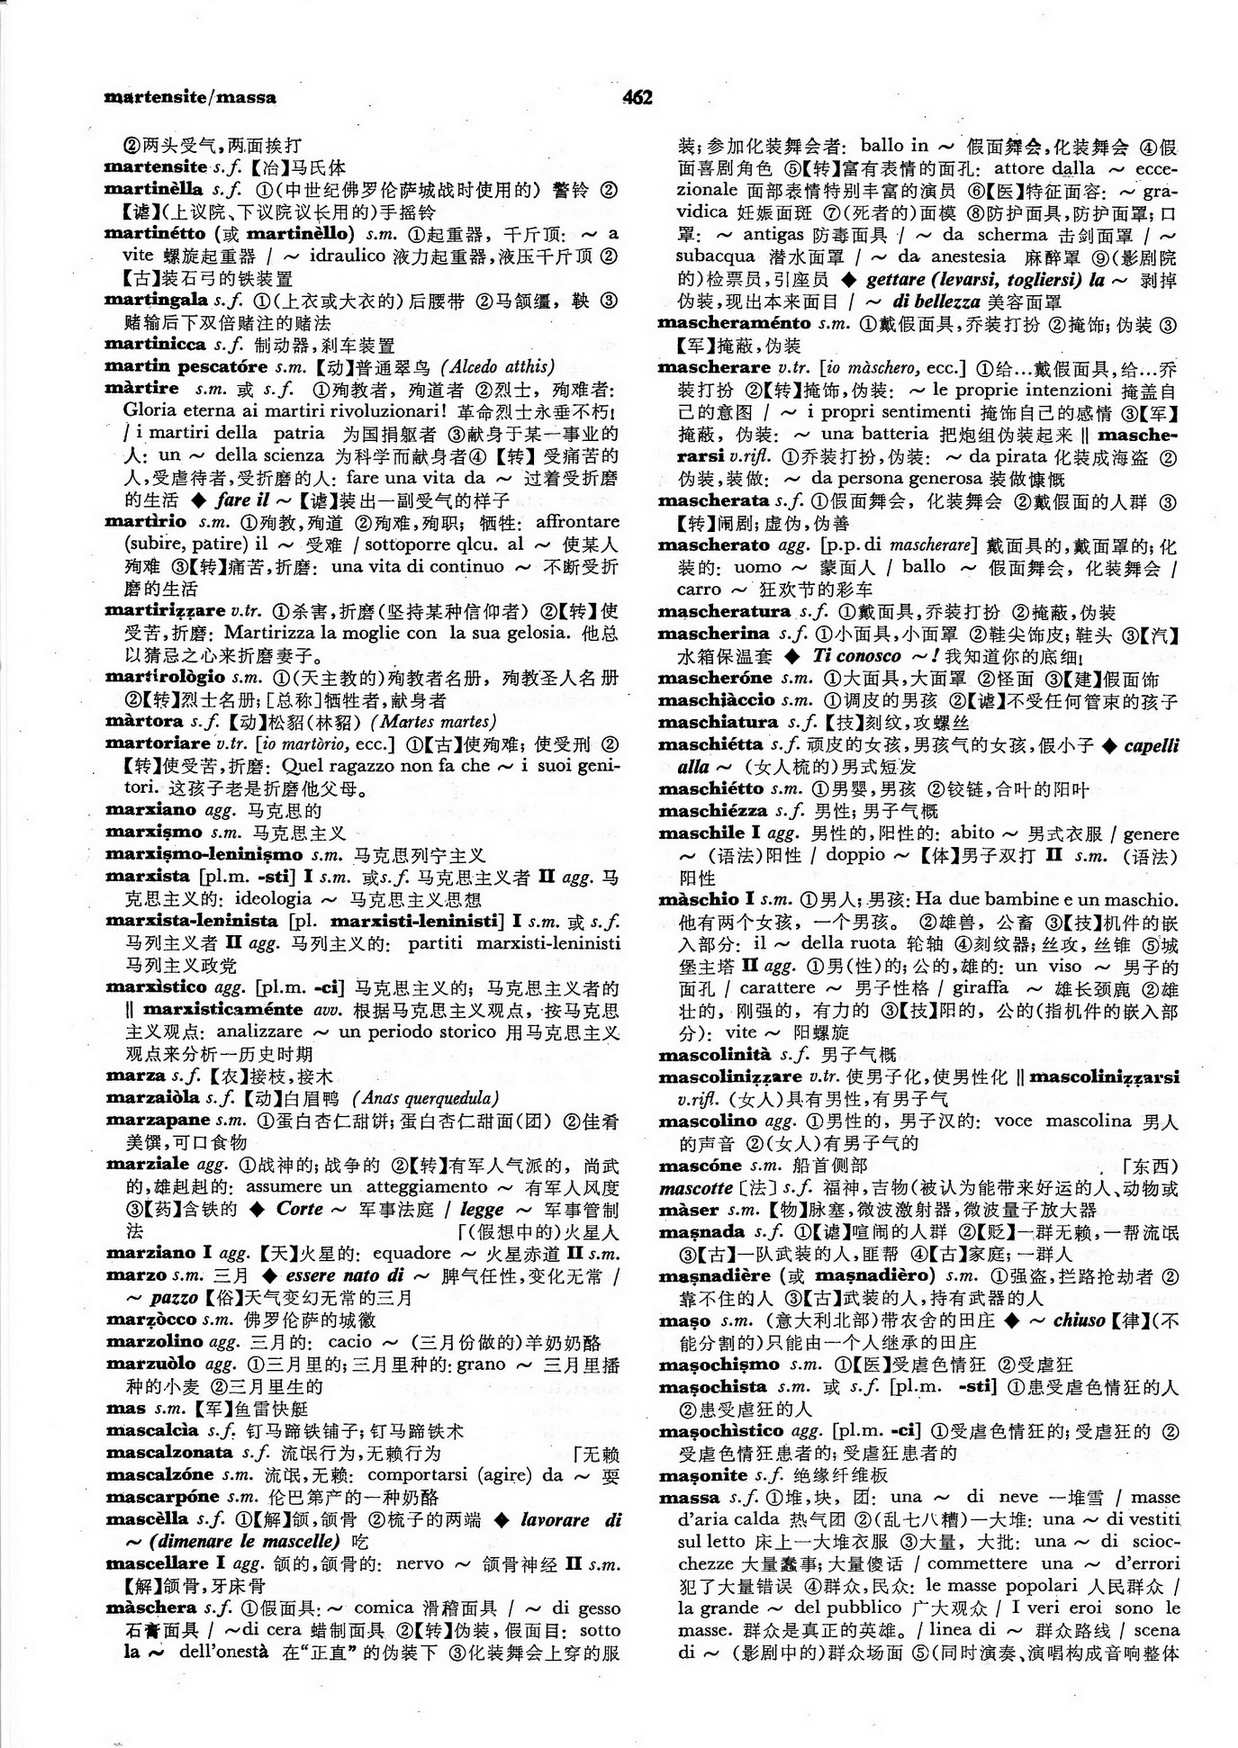 martensite/massa
462
②两头受气,两面挨打
martensite s.f.【冶】马氏体
martinèlla s.f. ①(中世纪佛罗伦萨城战时使用的) 警铃 ②
【谑】(上议院、下议院议长用的)手摇铃
martinétto (或 martinèllo) s.m. ①起重器, 千斤顶: ～ a
vite 螺旋起重器 / ～ idraulico 液力起重器,液压千斤顶 ②
【古】装石弓的铁装置
martingala s.f. ①(上衣或大衣的) 后腰带 ②马颔缰, 鞅 ③
赌输后下双倍赌注的赌法
martinicca s.f. 制动器,刹车装置
martin pescatóre s.m.【动】普通翠鸟 (Alcedo atthis)
màrtire s.m. 或 s.f. ①殉教者, 殉道者 ②烈士, 殉难者:
Gloria eterna ai martiri rivoluzionari! 革命烈士永垂不朽!
/ i martiri della patria 为国捐躯者 ③献身于某一事业的
人: un ～ della scienza 为科学而献身者④【转】受痛苦的
人,受虐待者,受折磨的人: fare una vita da ～ 过着受折磨
的生活 ◆ fare il ～【谑】装出一副受气的样子
martìrio s.m. ①殉教,殉道 ②殉难,殉职; 牺牲: affrontare
(subire, patire) il ～ 受难 / sottoporre qlcu. al ～ 使某人
殉难 ③【转】痛苦,折磨: una vita di continuo ～ 不断受折
磨的生活
martiriẓẓare v.tr. ①杀害,折磨(坚持某种信仰者) ②【转】使
受苦,折磨: Martirizza la moglie con la sua gelosia. 他总
以猜忌之心来折磨妻子。
martirològio s.m. ①(天主教的)殉教者名册, 殉教圣人名册
②【转】烈士名册; [总称]牺牲者,献身者
màrtora s.f.【动】松貂(林貂) (Martes martes)
martoriare v.tr. [io martòrio, ecc.] ①【古】使殉难; 使受刑 ②
【转】使受苦,折磨: Quel ragazzo non fa che ～ i suoi geni-
tori. 这孩子老是折磨他父母。
marxiano agg. 马克思的
marxiṣmo s.m. 马克思主义
marxiṣmo-leniniṣmo s.m. 马克思列宁主义
marxista [pl.m. -sti] I s.m. 或s.f. 马克思主义者 II agg. 马
克思主义的: ideologia ～ 马克思主义思想
marxista-leninista [pl. marxisti-leninisti] I s.m. 或 s.f.
马列主义者 II agg. 马列主义的: partiti marxisti-leninisti
马列主义政党
marxìstico agg. [pl.m. -ci] 马克思主义的; 马克思主义者的
‖ marxisticaménte avv. 根据马克思主义观点, 按马克思
主义观点: analizzare ～ un periodo storico 用马克思主义
观点来分析一历史时期
marza s.f.【农】接枝,接木
marzaiòla s.f.【动】白眉鸭 (Anas querquedula)
marzapane s.m. ①蛋白杏仁甜饼; 蛋白杏仁甜面(团) ②佳肴
美馔,可口食物
marziale agg. ①战神的; 战争的 ②【转】有军人气派的, 尚武
的,雄赳赳的: assumere un atteggiamento ～ 有军人风度
③【药】含铁的 ◆ Corte ～ 军事法庭 / legge ～ 军事管制
法 「(假想中的)火星人
marziano I agg.【天】火星的: equadore ～ 火星赤道 II s.m.
marzo s.m. 三月 ◆ essere nato di ～ 脾气任性,变化无常 /
～ pazzo【俗】天气变幻无常的三月
marẓòcco s.m. 佛罗伦萨的城徽
marzolino agg. 三月的: cacio ～ (三月份做的)羊奶奶酪
marzuòlo agg. ①三月里的; 三月里种的: grano ～ 三月里播
种的小麦 ②三月里生的
mas s.m.【军】鱼雷快艇
mascalcìa s.f. 钉马蹄铁铺子; 钉马蹄铁术
mascalzonata s.f. 流氓行为,无赖行为 「无赖
mascalzóne s.m. 流氓,无赖: comportarsi (agire) da ～ 耍
mascarpóne s.m. 伦巴第产的一种奶酪
mascèlla s.f. ①【解】颌,颌骨 ②梳子的两端 ◆ lavorare di
～ (dimenare le mascelle) 吃
mascellare I agg. 颌的,颌骨的: nervo ～ 颌骨神经 II s.m.
【解】颌骨,牙床骨
màschera s.f. ①假面具: ～ comica 滑稽面具 / ～ di gesso
石膏面具 / ～di cera 蜡制面具 ②【转】伪装, 假面目: sotto
la ～ dell'onestà 在“正直” 的伪装下 ③化装舞会上穿的服
装; 参加化装舞会者: ballo in ～ 假面舞会,化装舞会 ④假
面喜剧角色 ⑤【转】富有表情的面孔: attore dalla ～ ecce-
zionale 面部表情特别丰富的演员 ⑥【医】特征面容: ～ gra-
vidica 妊娠面斑 ⑦(死者的)面模 ⑧防护面具,防护面罩; 口
罩: ～ antigas 防毒面具 / ～ da scherma 击剑面罩 / ～
subacqua 潜水面罩 / ～ da anestesia 麻醉罩 ⑨(影剧院
的)检票员,引座员 ◆ gettare (levarsi, togliersi) la ～ 剥掉
伪装,现出本来面目 / ～ di bellezza 美容面罩
mascheraménto s.m. ①戴假面具,乔装打扮 ②掩饰; 伪装 ③
【军】掩蔽,伪装
mascherare v.tr. [io màschero, ecc.] ①给…戴假面具,给…乔
装打扮 ②【转】掩饰,伪装: ～ le proprie intenzioni 掩盖自
己的意图 / ～ i propri sentimenti 掩饰自己的感情 ③【军】
掩蔽, 伪装: ～ una batteria 把炮组伪装起来 ‖ masche-
rarsi v.rifl. ①乔装打扮,伪装: ～ da pirata 化装成海盗 ②
伪装,装做: ～ da persona generosa 装做慷慨
mascherata s.f. ①假面舞会, 化装舞会 ②戴假面的人群 ③
【转】闹剧; 虚伪,伪善
mascherato agg. [p.p. di mascherare] 戴面具的,戴面罩的; 化
装的: uomo ～ 蒙面人 / ballo ～ 假面舞会, 化装舞会 /
carro ～ 狂欢节的彩车
mascheratura s.f. ①戴面具,乔装打扮 ②掩蔽,伪装
mascherina s.f. ①小面具,小面罩 ②鞋尖饰皮; 鞋头 ③【汽】
水箱保温套 ◆ Ti conosco ～! 我知道你的底细!
mascheróne s.m. ①大面具,大面罩 ②怪面 ③【建】假面饰
maschiàccio s.m. ①调皮的男孩 ②【谑】不受任何管束的孩子
maschiatura s.f.【技】刻纹,攻螺丝
maschiétta s.f. 顽皮的女孩,男孩气的女孩,假小子 ◆ capelli
alla ～ (女人梳的)男式短发
maschiétto s.m. ①男婴,男孩 ②铰链,合叶的阳叶
maschiézza s.f. 男性; 男子气概
maschile I agg. 男性的,阳性的: abito ～ 男式衣服 / genere
～ (语法)阳性 / doppio ～【体】男子双打 II s.m. (语法)
阳性
màschio I s.m. ①男人; 男孩: Ha due bambine e un maschio.
他有两个女孩, 一个男孩。 ②雄兽, 公畜 ③【技】机件的嵌
入部分: il ～ della ruota 轮轴 ④刻纹器; 丝攻, 丝锥 ⑤城
堡主塔 II agg. ①男(性)的; 公的,雄的: un viso ～ 男子的
面孔 / carattere ～ 男子性格 / giraffa ～ 雄长颈鹿 ②雄
壮的, 刚强的, 有力的 ③【技】阳的, 公的(指机件的嵌入部
分): vite ～ 阳螺旋
mascolinità s.f. 男子气概
mascoliniẓẓare v.tr. 使男子化,使男性化 ‖ mascoliniẓẓarsi
v.rifl. (女人)具有男性,有男子气
mascolino agg. ①男性的, 男子汉的: voce mascolina 男人
的声音 ②(女人)有男子气的
mascóne s.m. 船首侧部 「东西)
mascotte [法] s.f. 福神,吉物(被认为能带来好运的人、动物或
màser s.m.【物】脉塞,微波激射器,微波量子放大器
maṣnada s.f. ①【谑】喧闹的人群 ②【贬】一群无赖,一帮流氓
③【古】一队武装的人,匪帮 ④【古】家庭; 一群人
maṣnadière (或 maṣnadièro) s.m. ①强盗,拦路抢劫者 ②
靠不住的人 ③【古】武装的人,持有武器的人
maṣo s.m. (意大利北部)带农舍的田庄 ◆ ～ chiuso【律】(不
能分割的)只能由一个人继承的田庄
maṣochiṣmo s.m. ①【医】受虐色情狂 ②受虐狂
maṣochista s.m. 或 s.f. [pl.m. -sti] ①患受虐色情狂的人
②患受虐狂的人
maṣochìstico agg. [pl.m. -ci] ①受虐色情狂的; 受虐狂的 ②
受虐色情狂患者的; 受虐狂患者的
maṣonite s.f. 绝缘纤维板
massa s.f. ①堆,块, 团: una ～ di neve 一堆雪 / masse
d'aria calda 热气团 ②(乱七八糟)一大堆: una ～ di vestiti
sul letto 床上一大堆衣服 ③大量, 大批: una ～ di scioc-
chezze 大量蠢事; 大量傻话 / commettere una ～ d'errori
犯了大量错误 ④群众,民众: le masse popolari 人民群众 /
la grande ～ del pubblico 广大观众 / I veri eroi sono le
masse. 群众是真正的英雄。/ linea di ～ 群众路线 / scena
di ～ (影剧中的)群众场面 ⑤(同时演奏、演唱构成音响整体